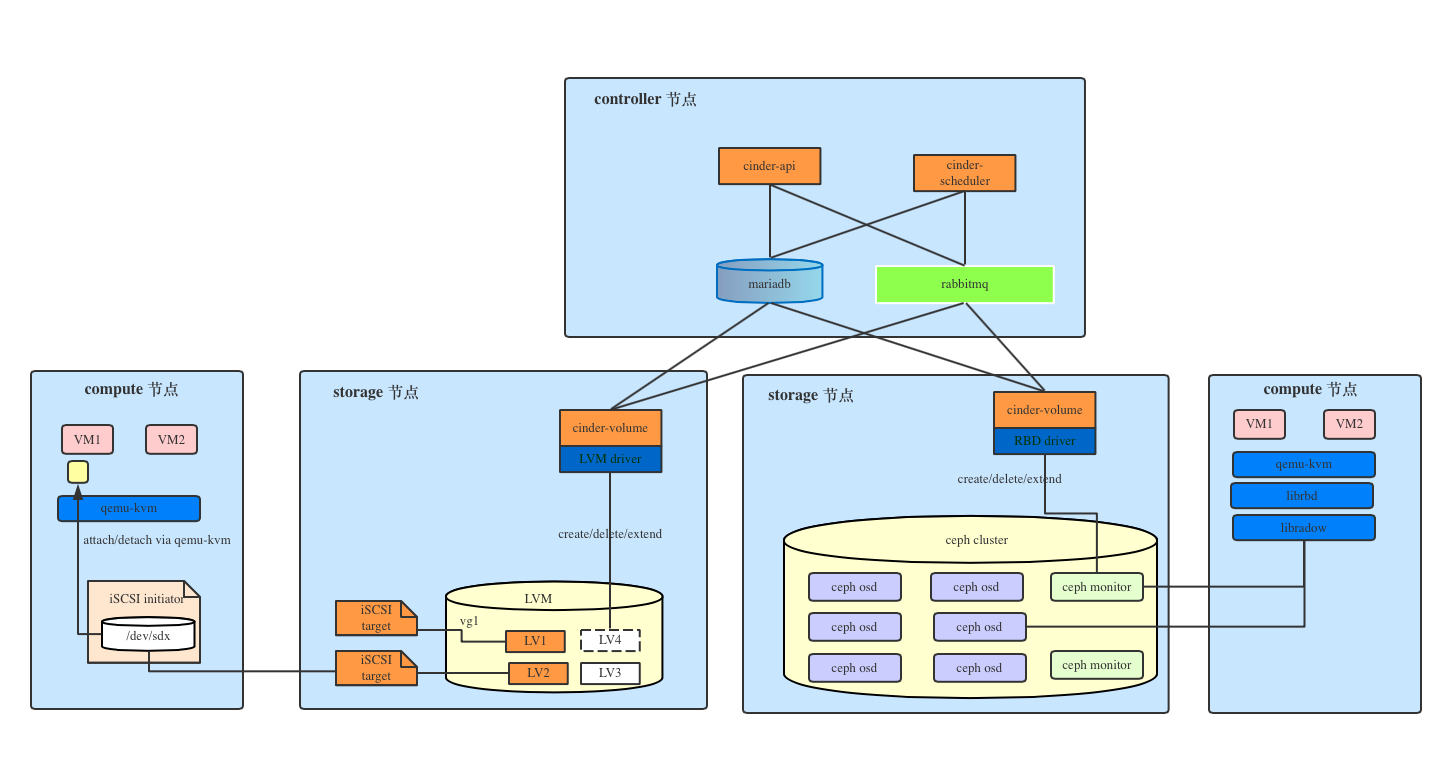 controller 节点
cinder-api
cinder-
scheduler
mariadb
rabbitmq
compute 节点
VM1
VM2
qemu-kvm
attach/detach via qemu-kvm
iSCSI initiator
/dev/sdx
storage 节点
cinder-volume
LVM driver
create/delete/extend
iSCSI
target
iSCSI
target
LVM
vg1
LV1
LV4
LV2
LV3
storage 节点
cinder-volume
RBD driver
create/delete/extend
ceph cluster
ceph osd
ceph osd
ceph monitor
ceph osd
ceph osd
ceph osd
ceph osd
ceph monitor
compute 节点
VM1
VM2
qemu-kvm
librbd
libradow